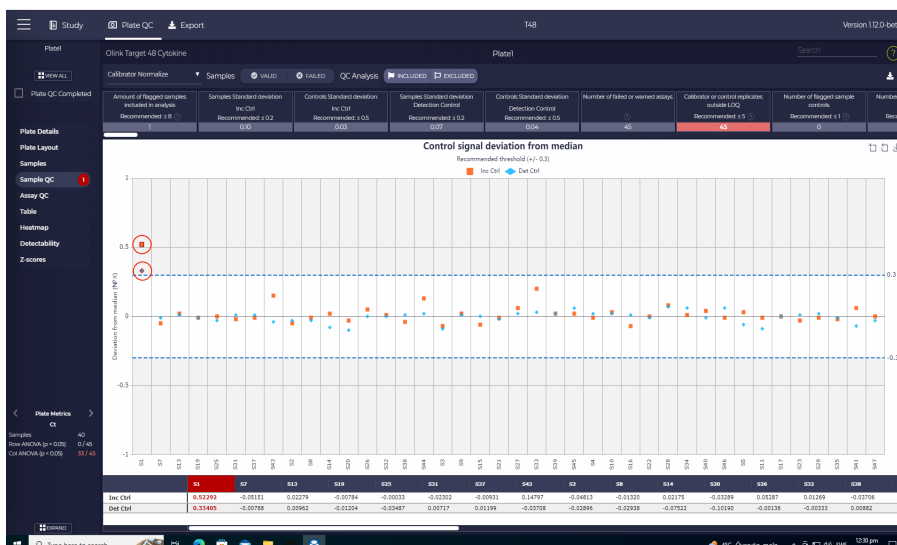 Study
Plate QC
Export
T48
Version 1.12.0-bet
Plate1
Olink Target 48 Cytokine
Plate1
Search
?
VIEW ALL
Calibrator Normalize
Samples
VALID
FAILED
QC Analysis
INCLUDED
EXCLUDED
Plate QC Completed
Amount of flagged samples included in analysis
Recommended: ≤ 8
1
Samples Standard deviation
Inc Ctrl
Recommended: ≤ 0.2
0.10
Controls Standard deviation
Inc Ctrl
Recommended: ≤ 0.5
0.03
Samples Standard deviation
Detection Control
Recommended: ≤ 0.2
0.07
Controls Standard deviation
Detection Control
Recommended: ≤ 0.5
0.04
Number of failed or warned assays
45
Calibrator or control replicates outside LOQ
Recommended: ≤ 5
45
Number of flagged sample controls
Recommended: ≤ 1
0
Number
Plate Details
Plate Layout
Samples
Sample QC 1
Assay QC
Table
Heatmap
Detectability
Z-scores
Control signal deviation from median
Recommended threshold (+/- 0.3)
Inc Ctrl Det Ctrl
Deviation from median (NPX)
1
0.5
0
-0.5
-1
0.3
-0.3
S1 S7 S13 S19 S25 S31 S37 S43 S2 S8 S14 S20 S26 S32 S38 S44 S3 S9 S15 S21 S27 S33 S39 S45 S4 S10 S16 S22 S28 S34 S40 S46 S5 S11 S17 S23 S29 S35 S41 S47
Plate Metrics
Ct
Samples 40
Row ANOVA (p = 0.05) 0 / 45
Col ANOVA (p < 0.05) 33 / 45
EXPAND
S1 S7 S13 S19 S25 S31 S37 S43 S2 S8 S14 S20 S26 S32 S38
Inc Ctrl 0.52292 -0.05151 0.02279 -0.00784 -0.00033 -0.02302 -0.00931 0.14797 -0.04813 -0.01320 0.02175 -0.03289 0.05287 0.01269 -0.03706
Det Ctrl 0.33405 -0.00788 0.00962 -0.01204 -0.03487 0.00717 0.01199 -0.03708 -0.02896 -0.02938 -0.07522 -0.10190 -0.00136 -0.00333 0.00882
Type here to search
12:30 pm